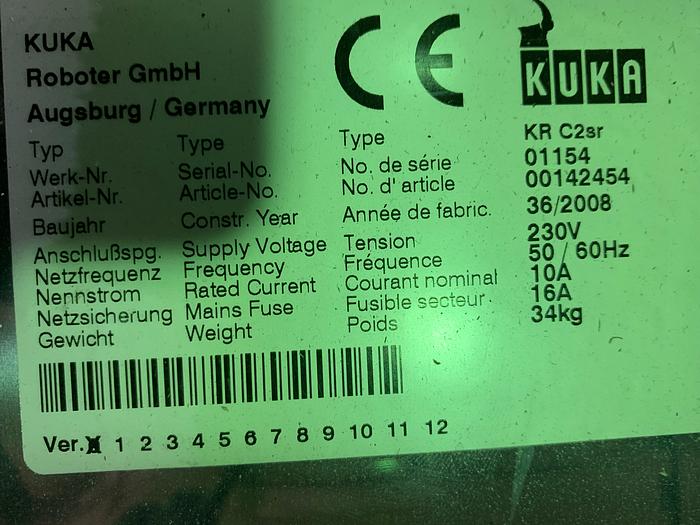 KUKA
Roboter GmbH
Augsburg / Germany
CE
KUKA
Typ Type Type KR C2sr
Werk-Nr. Serial-No. No. de série 01154
Artikel-Nr. Article-No. No. d' article 00142454
Baujahr Constr. Year Année de fabric. 36/2008
Anschlußspg. Supply Voltage Tension 230V
Netzfrequenz Frequency Fréquence 50 / 60Hz
Nennstrom Rated Current Courant nominal 10A
Netzsicherung Mains Fuse Fusible secteur 16A
Gewicht Weight Poids 34kg
Ver. 1 2 3 4 5 6 7 8 9 10 11 12